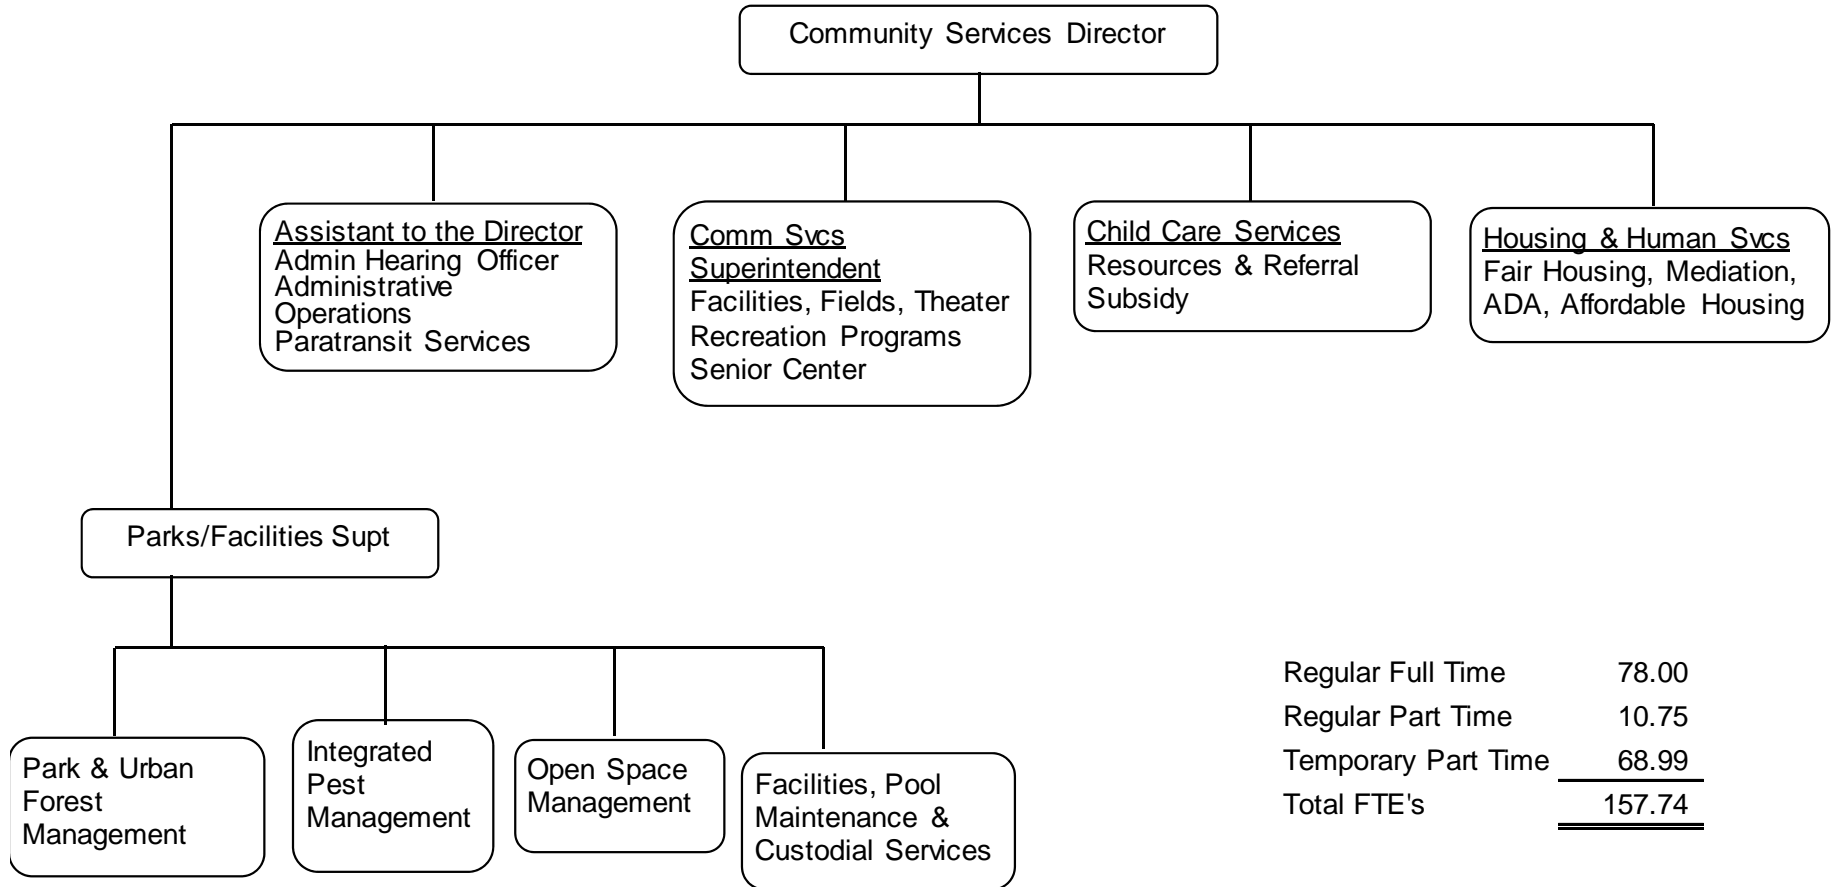 Community Services Director
Assistant to the Director
Admin Hearing Officer
Administrative
Operations
Paratransit Services
Comm Svcs
Superintendent
Facilities, Fields, Theater
Recreation Programs
Senior Center
Child Care Services
Resources & Referral
Subsidy
Housing & Human Svcs
Fair Housing, Mediation,
ADA, Affordable Housing
Parks/Facilities Supt
Park & Urban
Forest
Management
Integrated
Pest
Management
Open Space
Management
Facilities, Pool
Maintenance &
Custodial Services
Regular Full Time 78.00
Regular Part Time 10.75
Temporary Part Time 68.99
Total FTE's 157.74